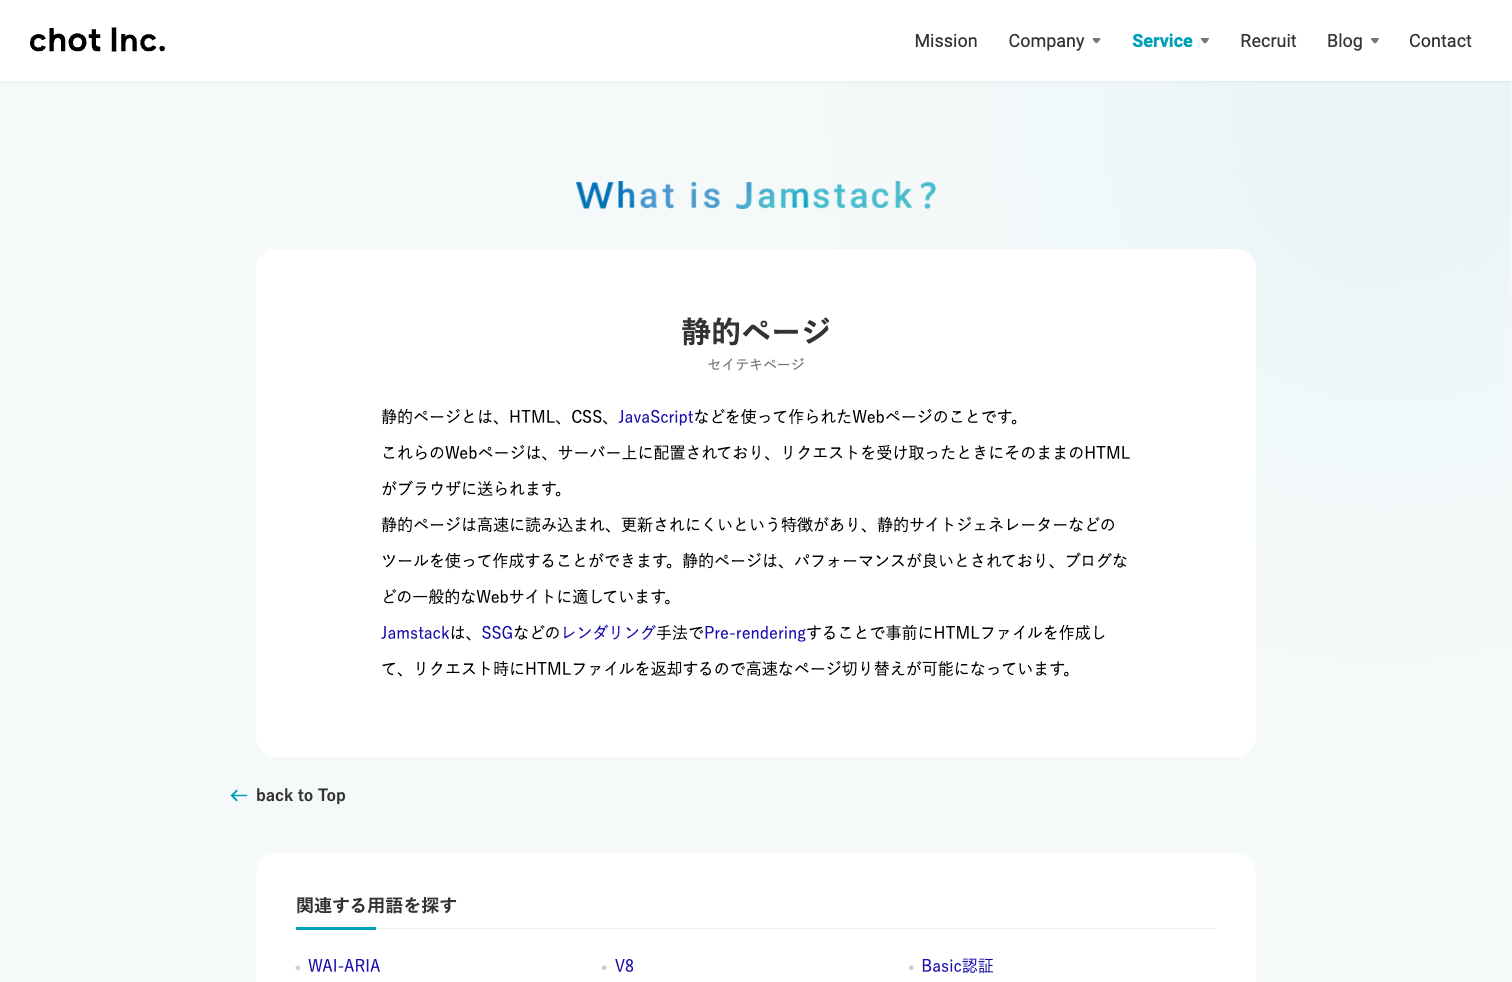 chot Inc.
Mission Company Service Recruit Blog Contact
What is Jamstack?
静的ページ
セイテキページ
静的ページとは、HTML、CSS、JavaScriptなどを使って作られたWebページのことです。
これらのWebページは、サーバー上に配置されており、リクエストを受け取ったときにそのままのHTML
がブラウザに送られます。
静的ページは高速に読み込まれ、更新されにくいという特徴があり、静的サイトジェネレーターなどの
ツールを使って作成することができます。静的ページは、パフォーマンスが良いとされており、ブログな
どの一般的なWebサイトに適しています。
Jamstackは、SSGなどのレンダリング手法でPre-renderingすることで事前にHTMLファイルを作成し
て、リクエスト時にHTMLファイルを返却するので高速なページ切り替えが可能になっています。
back to Top
関連する用語を探す
WAI-ARIA V8 Basic認証